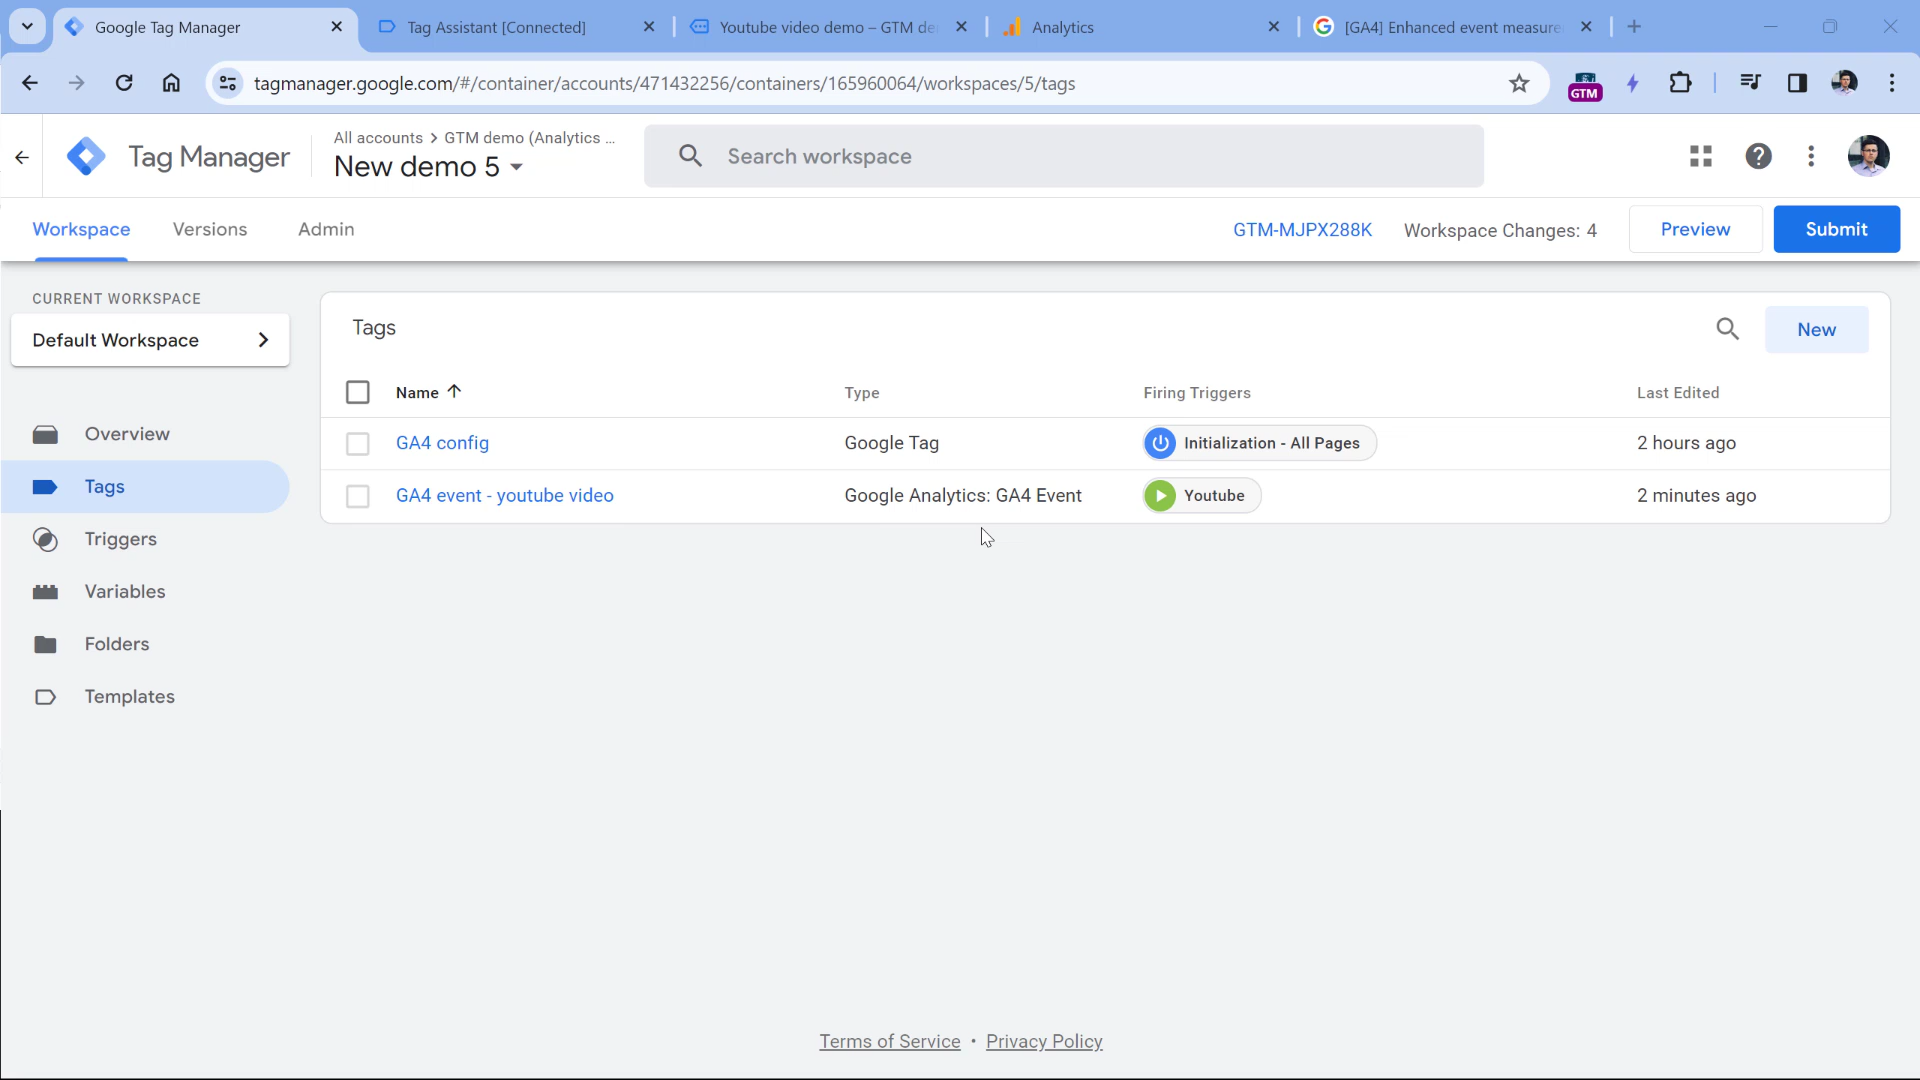 Google Tag Manager
Tag Assistant [Connected]
Youtube video demo – GTM de
Analytics
[GA4] Enhanced event measure
tagmanager.google.com/#/container/accounts/471432256/containers/165960064/workspaces/5/tags
GTM
Tag Manager
All accounts > GTM demo (Analytics ...
New demo 5
Search workspace
Workspace
Versions
Admin
GTM-MJPX288K
Workspace Changes: 4
Preview
Submit
CURRENT WORKSPACE
Default Workspace
Overview
Tags
Triggers
Variables
Folders
Templates
Tags
New
Name
Type
Firing Triggers
Last Edited
GA4 config
Google Tag
Initialization - All Pages
2 hours ago
GA4 event - youtube video
Google Analytics: GA4 Event
Youtube
2 minutes ago
Terms of Service • Privacy Policy